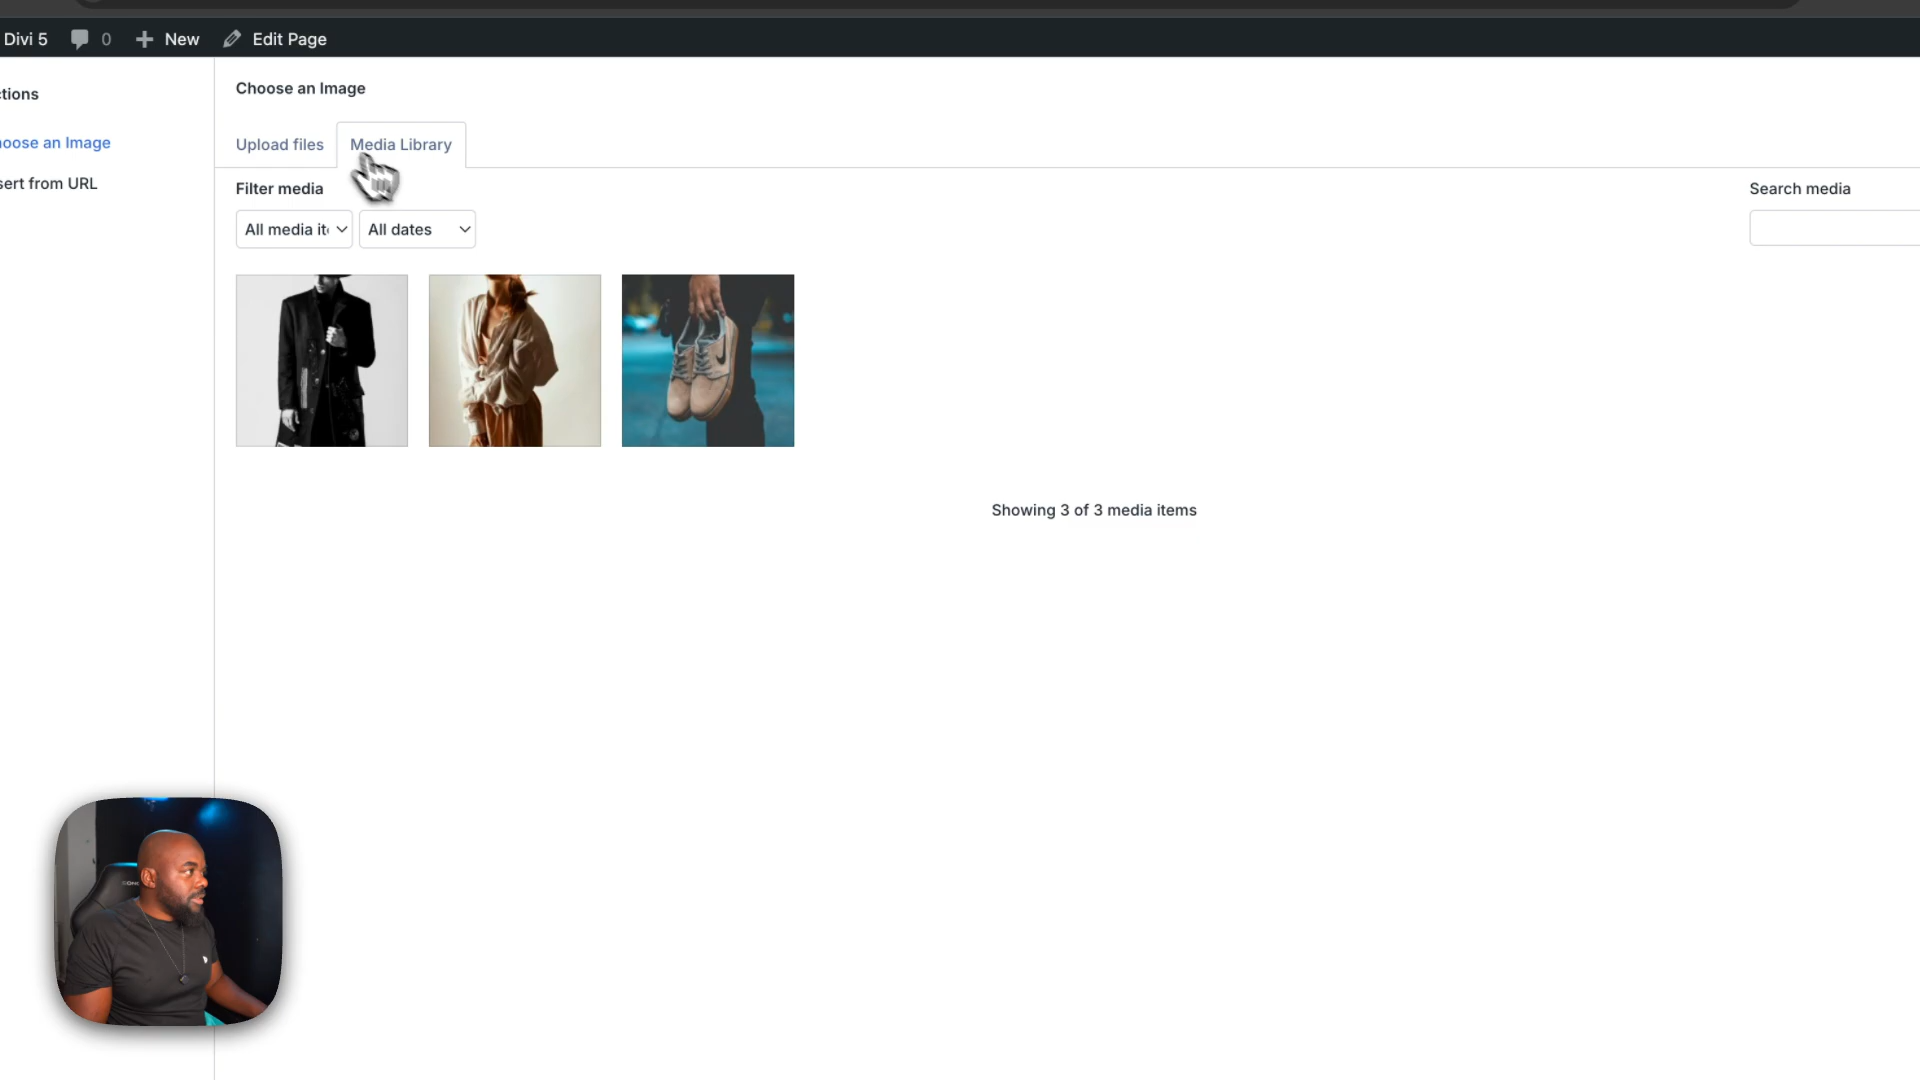 Divi 5 0 New Edit Page
ctions
Choose an Image
oose an Image
Upload files Media Library
sert from URL
Filter media
Search media
All media it All dates
Showing 3 of 3 media items